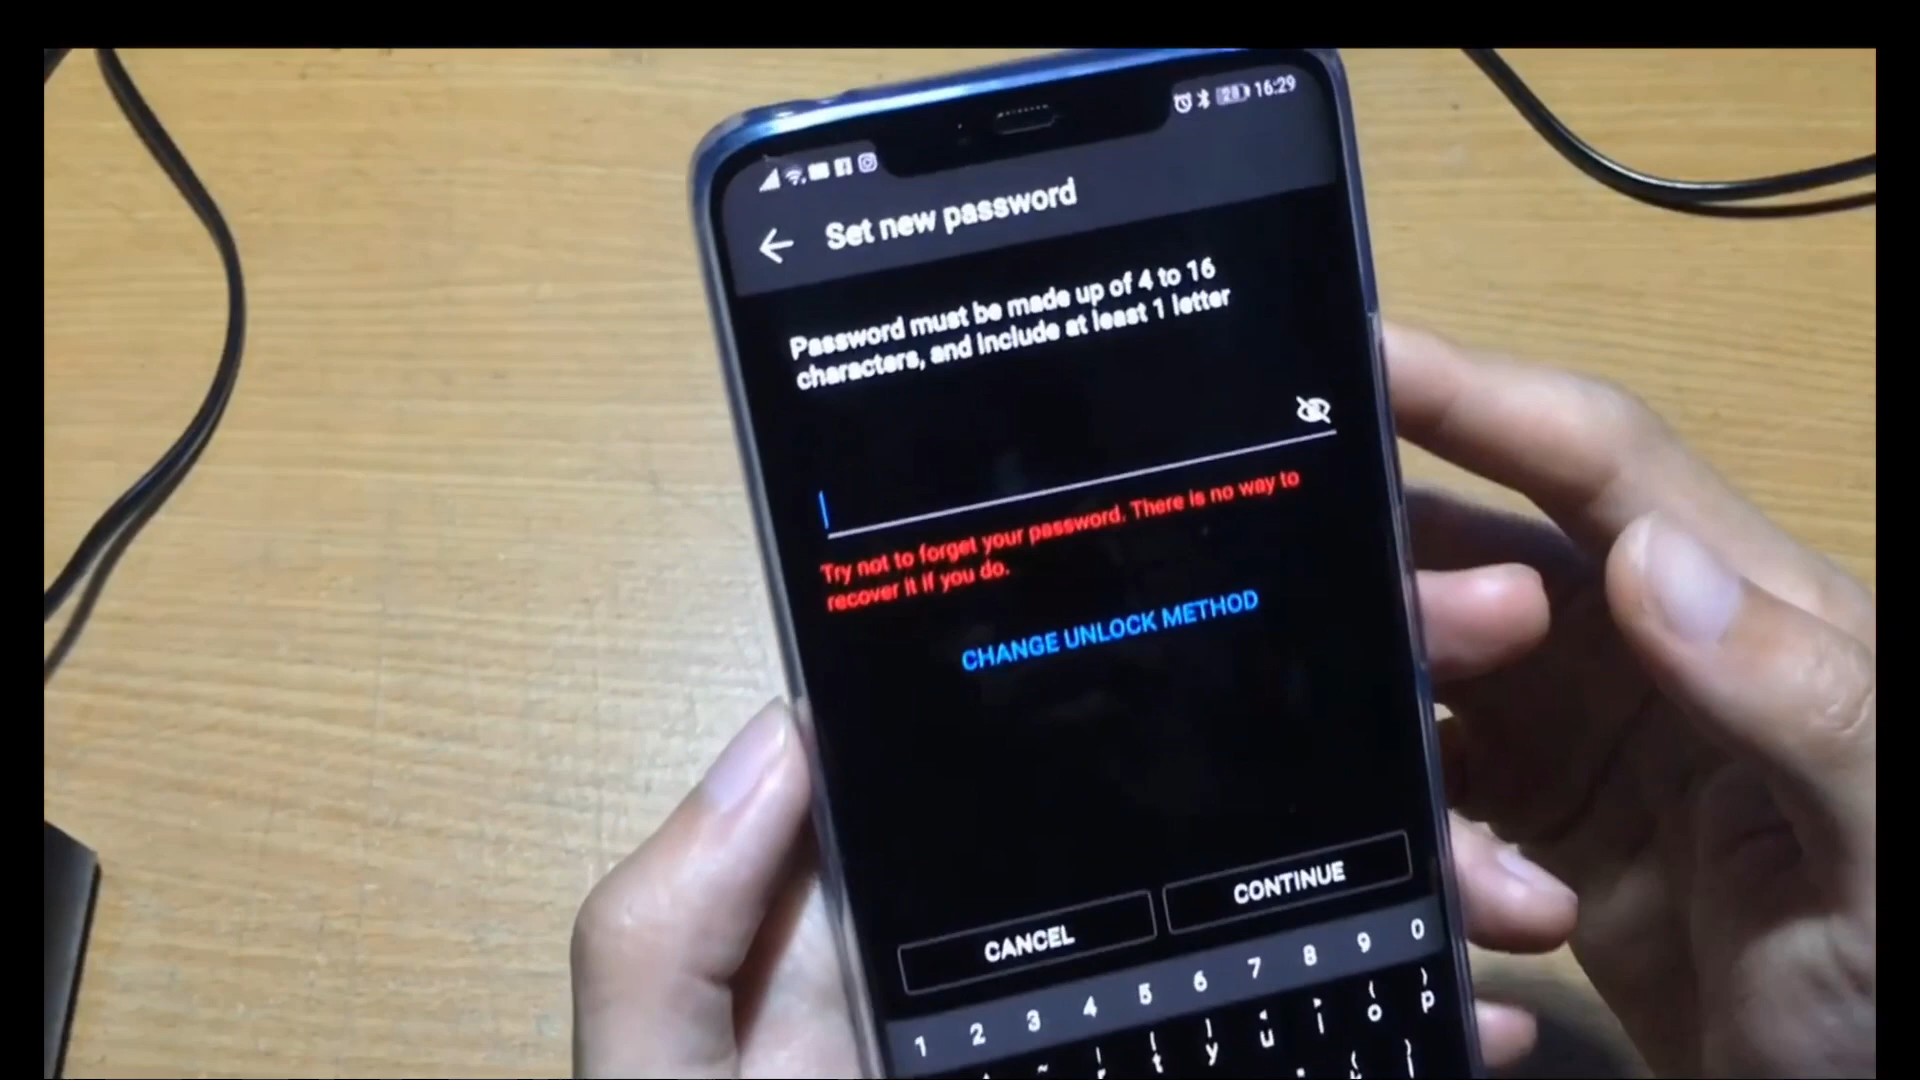 16:29
Set new password
Password must be made up of 4 to 16
characters, and include at least 1 letter
Try not to forget your password. There is no way to
recover it if you do.
CHANGE UNLOCK METHOD
CANCEL
CONTINUE
1 2 3 4 5 6 7 8 9 0
t y u i o p